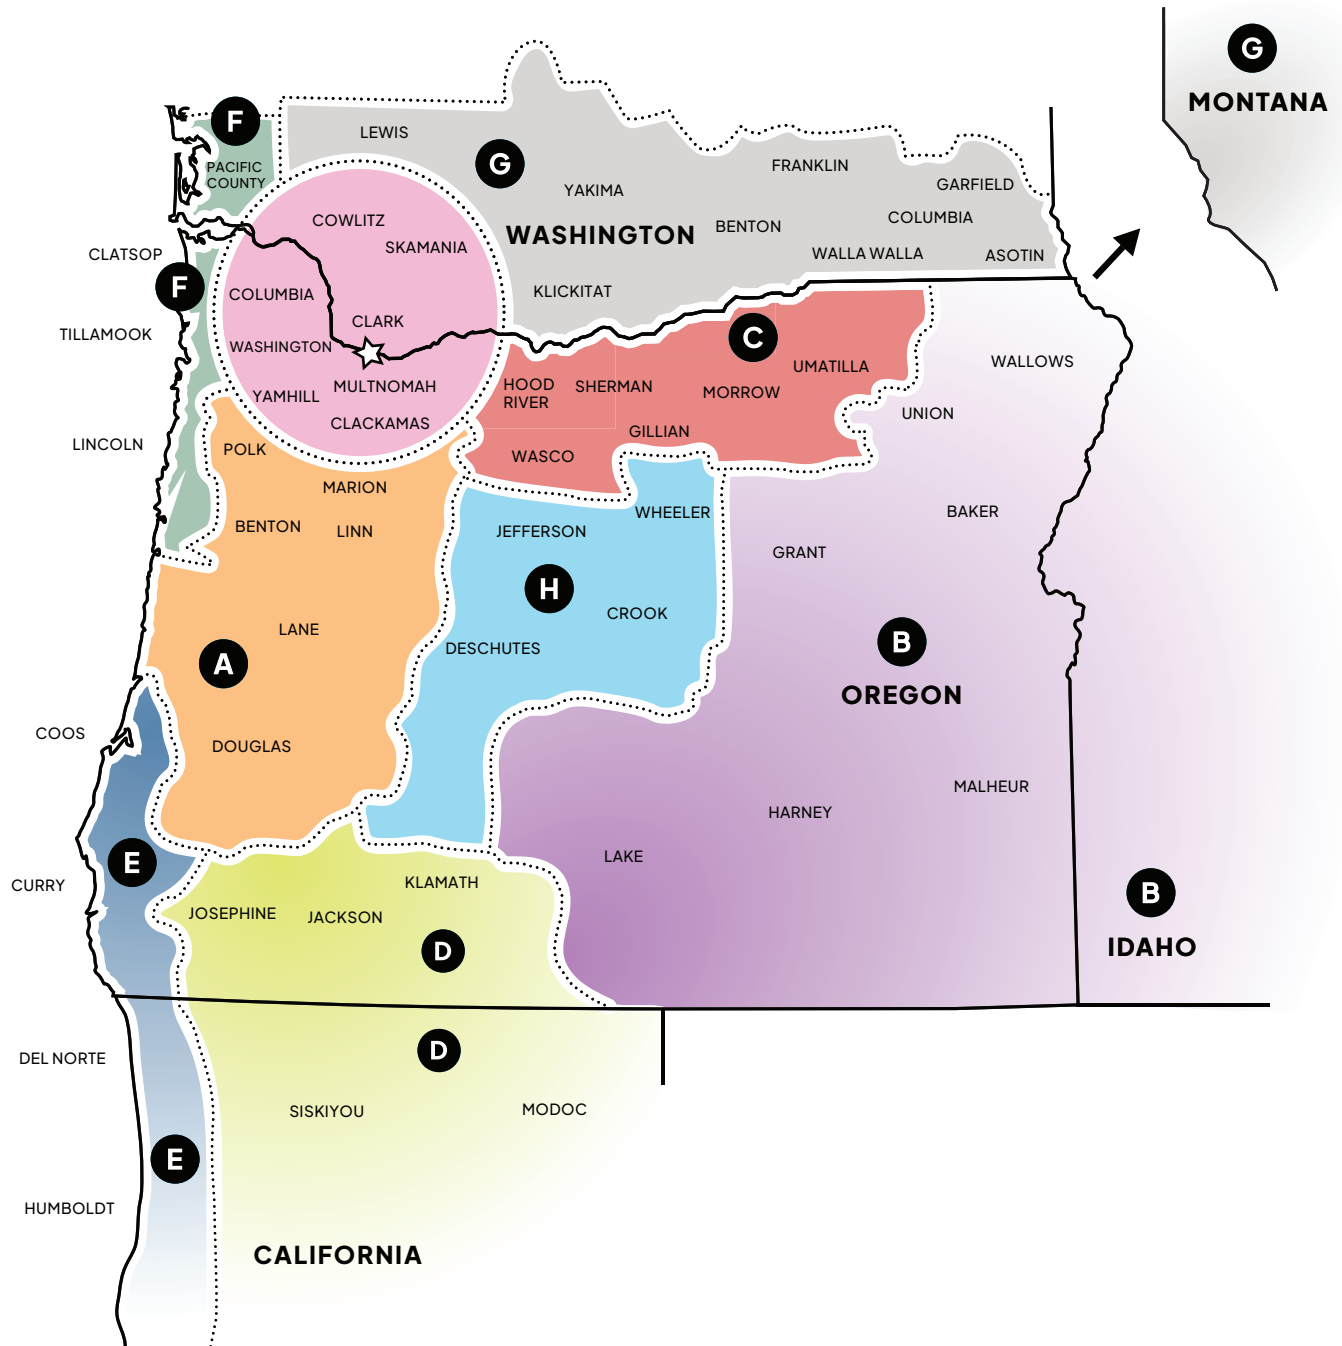 G
MONTANA
F
PACIFIC
COUNTY
LEWIS
G
YAKIMA
FRANKLIN
GARFIELD
COLUMBIA
BENTON
WASHINGTON
WALLA WALLA
ASOTIN
KLICKITAT
COWLITZ
SKAMANIA
CLATSOP
F
COLUMBIA
CLARK
TILLAMOOK
WASHINGTON
MULTNOMAH
YAMHILL
CLACKAMAS
C
HOOD
RIVER
SHERMAN
MORROW
UMATILLA
WALLOWS
UNION
GILLIAN
WASCO
LINCOLN
POLK
MARION
BENTON
LINN
JEFFERSON
WHEELER
BAKER
GRANT
H
CROOK
DESCHUTES
LANE
A
B
OREGON
COOS
DOUGLAS
MALHEUR
HARNEY
LAKE
E
CURRY
KLAMATH
JOSEPHINE
JACKSON
D
B
IDAHO
D
DEL NORTE
SISKIYOU
MODOC
E
HUMBOLDT
CALIFORNIA